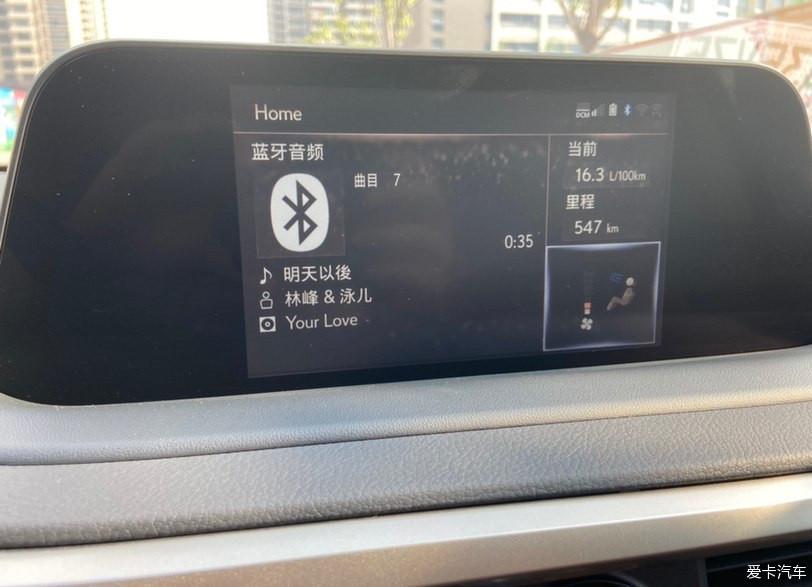 Home
DCM
蓝牙音频
曲目 7
0:35
明天以後
林峰 & 泳儿
Your Love
当前
16.3 L/100km
里程
547 km
爱卡汽车